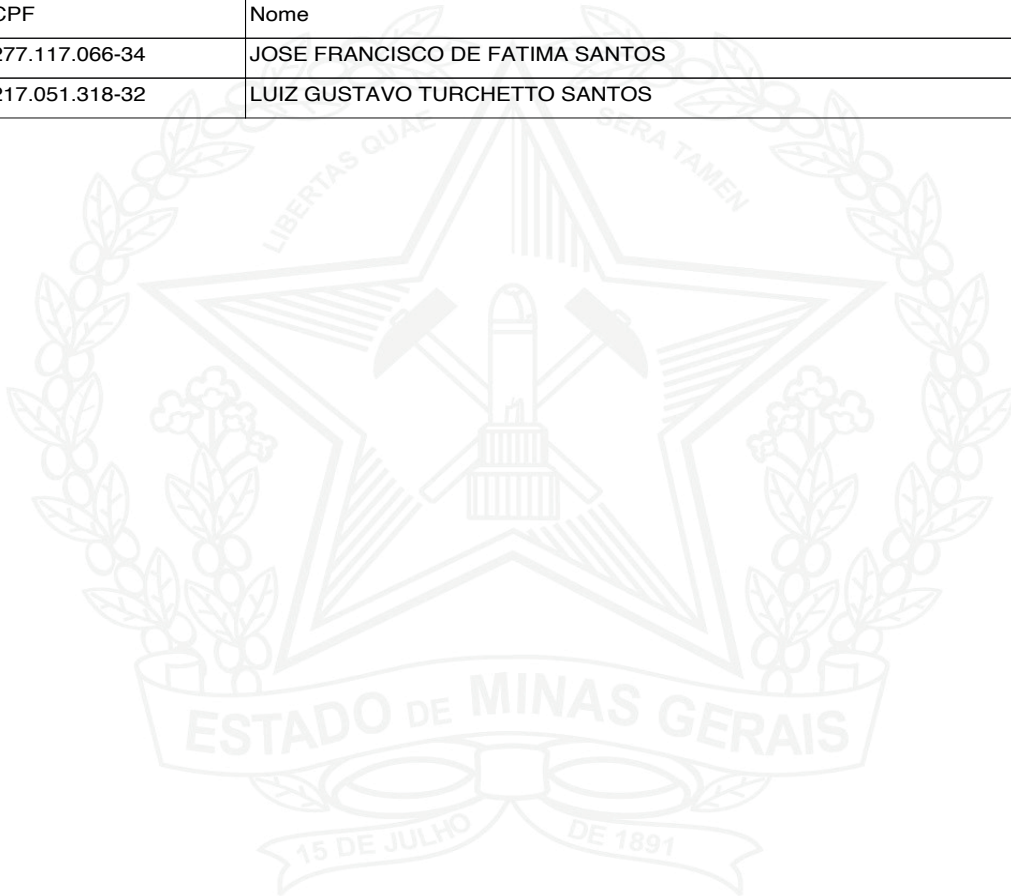 CPF Nome
277.117.066-34 JOSE FRANCISCO DE FATIMA SANTOS
217.051.318-32 LUIZ GUSTAVO TURCHETTO SANTOS
LIBERTAS QUAE SERA TAMEN
ESTADO DE MINAS GERAIS
15 DE JULHO DE 1891